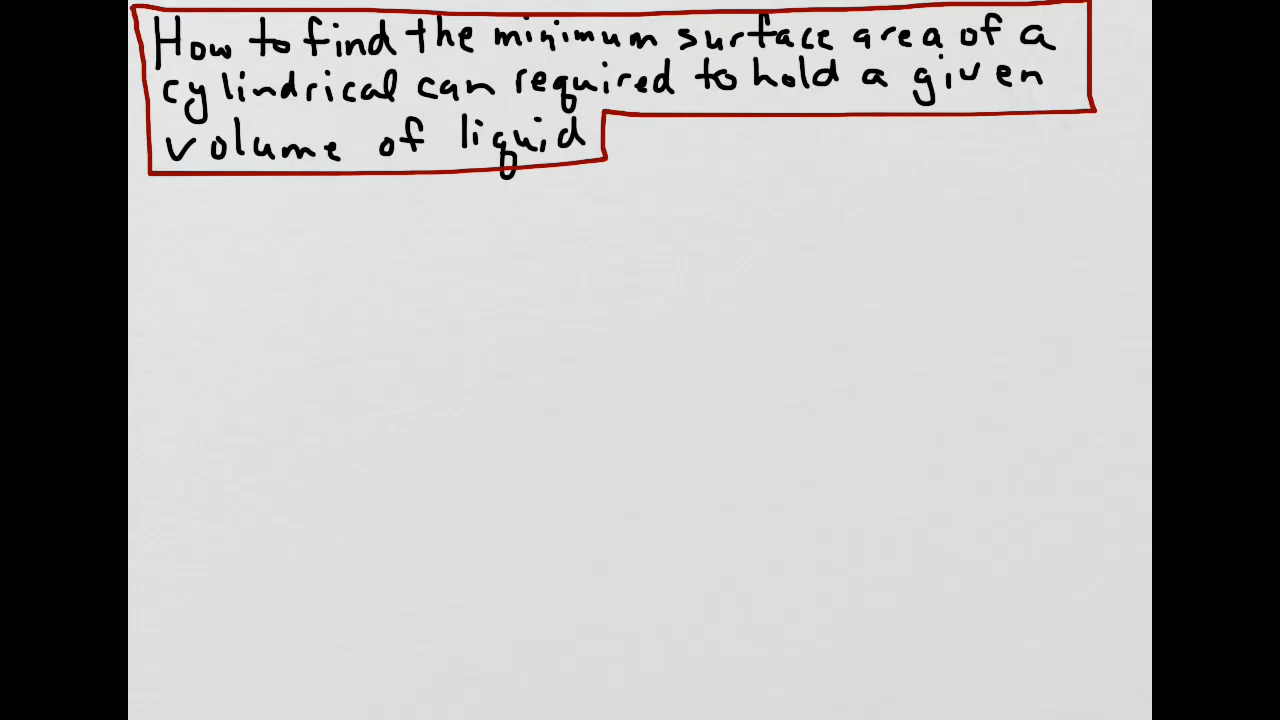 How to find the minimum surface area of a
cylindrical can required to hold a given
volume of liquid